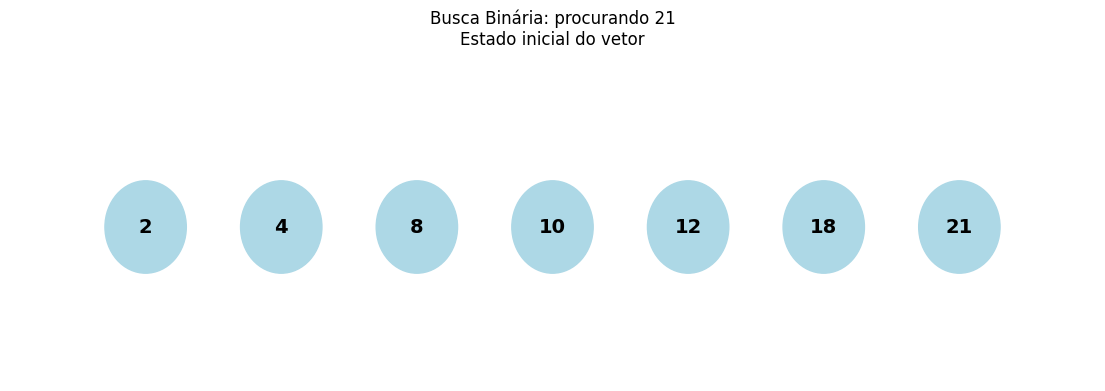 Busca Binária: procurando 21
Estado inicial do vetor
2 4 8 10 12 18 21